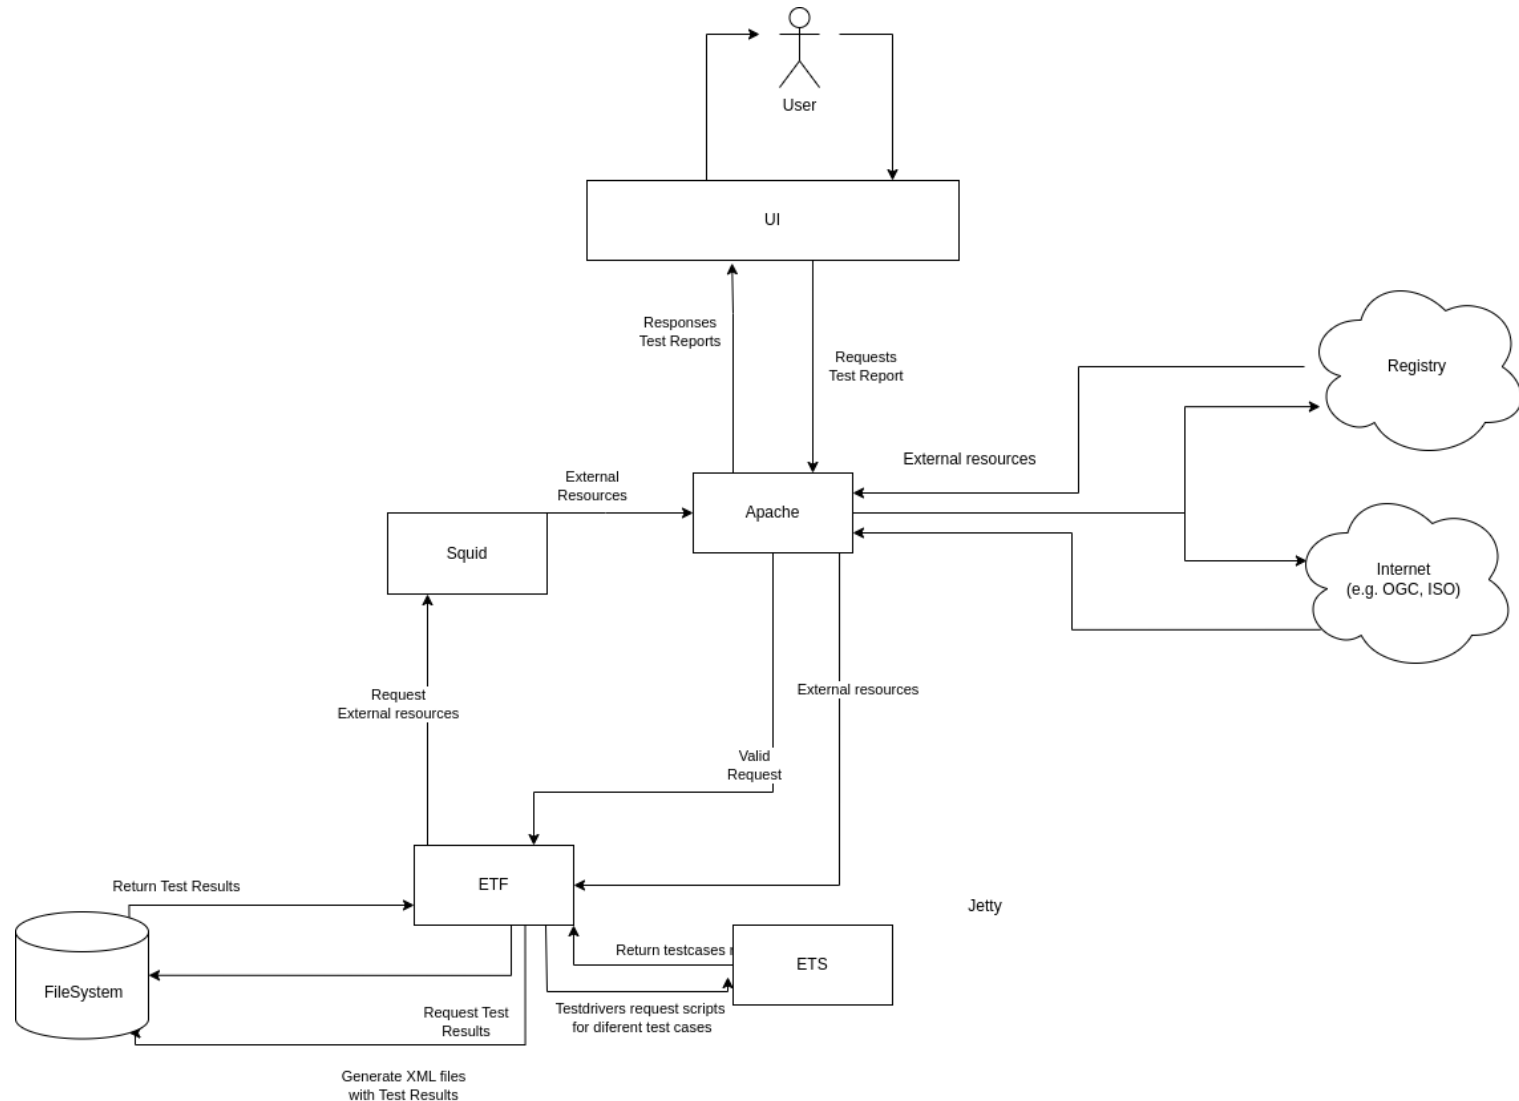 User
UI
Responses
Test Reports
Requests
Test Report
Registry
External resources
External
Resources
Apache
Squid
Internet
(e.g. OGC, ISO)
Request
External resources
External resources
Valid
Request
ETF
Return Test Results
Jetty
Return testcases
ETS
FileSystem
Request Test
Results
Testdrivers request scripts
for diferent test cases
Generate XML files
with Test Results